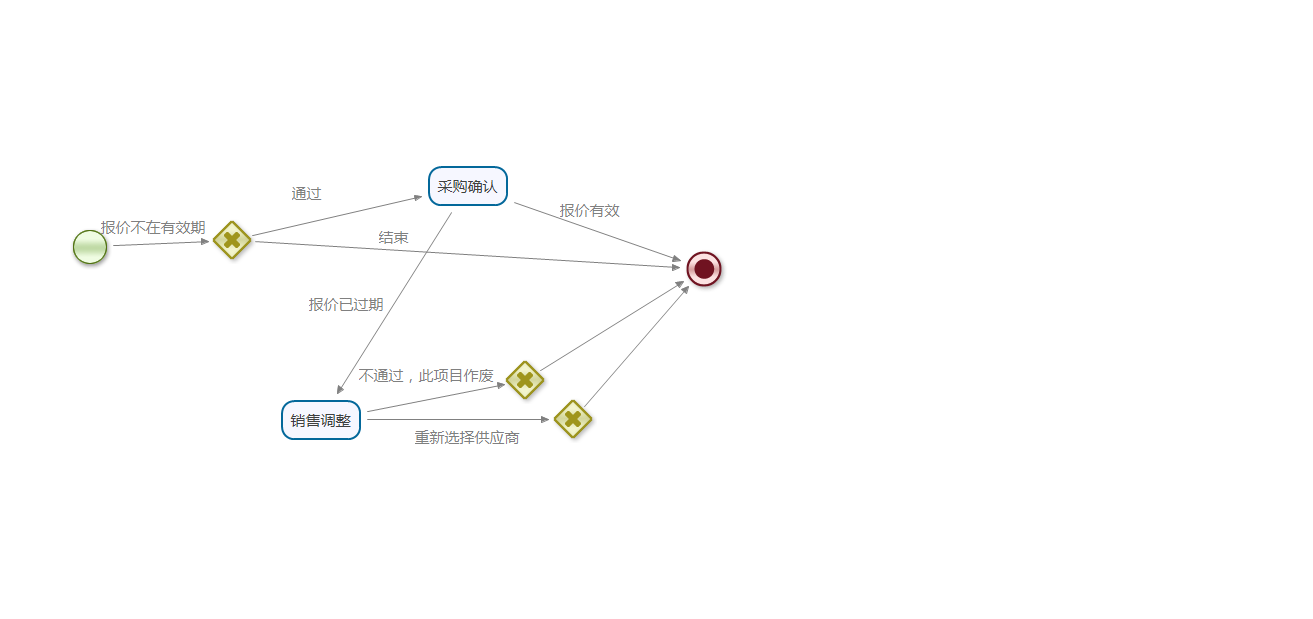 采购确认
通过
报价有效
报价不在有效期
结束
报价已过期
不通过，此项目作废
销售调整
重新选择供应商